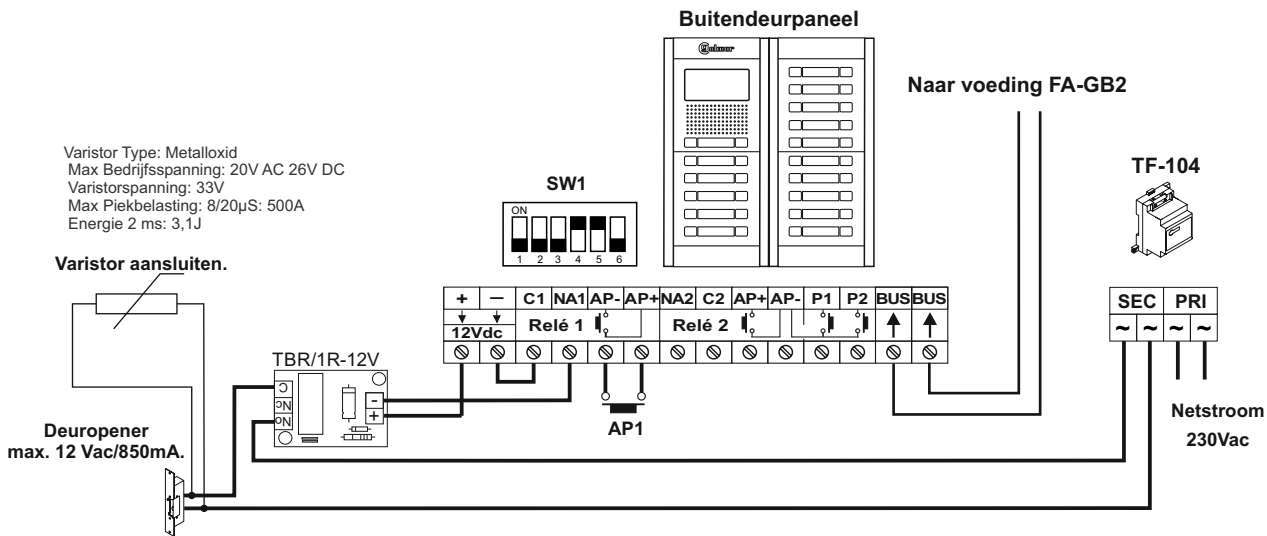 Buitendeurpaneel
Golmar
Naar voeding FA-GB2
Varistor Type: Metalloxid
Max Bedrijfsspanning: 20V AC 26V DC
Varistorspanning: 33V
Max Piekbelasting: 8/20µS: 500A
Energie 2 ms: 3,1J
TF-104
SW1
ON
1 2 3 4 5 6
Varistor aansluiten.
+ — C1 NA1 AP- AP+ NA2 C2 AP+ AP- P1 P2 BUS BUS
12Vdc Relé 1 Relé 2
SEC PRI
~ ~ ~ ~
TBR/1R-12V
C
Nc
No
-
+
AP1
Netstroom
230Vac
Deuropener
max. 12 Vac/850mA.